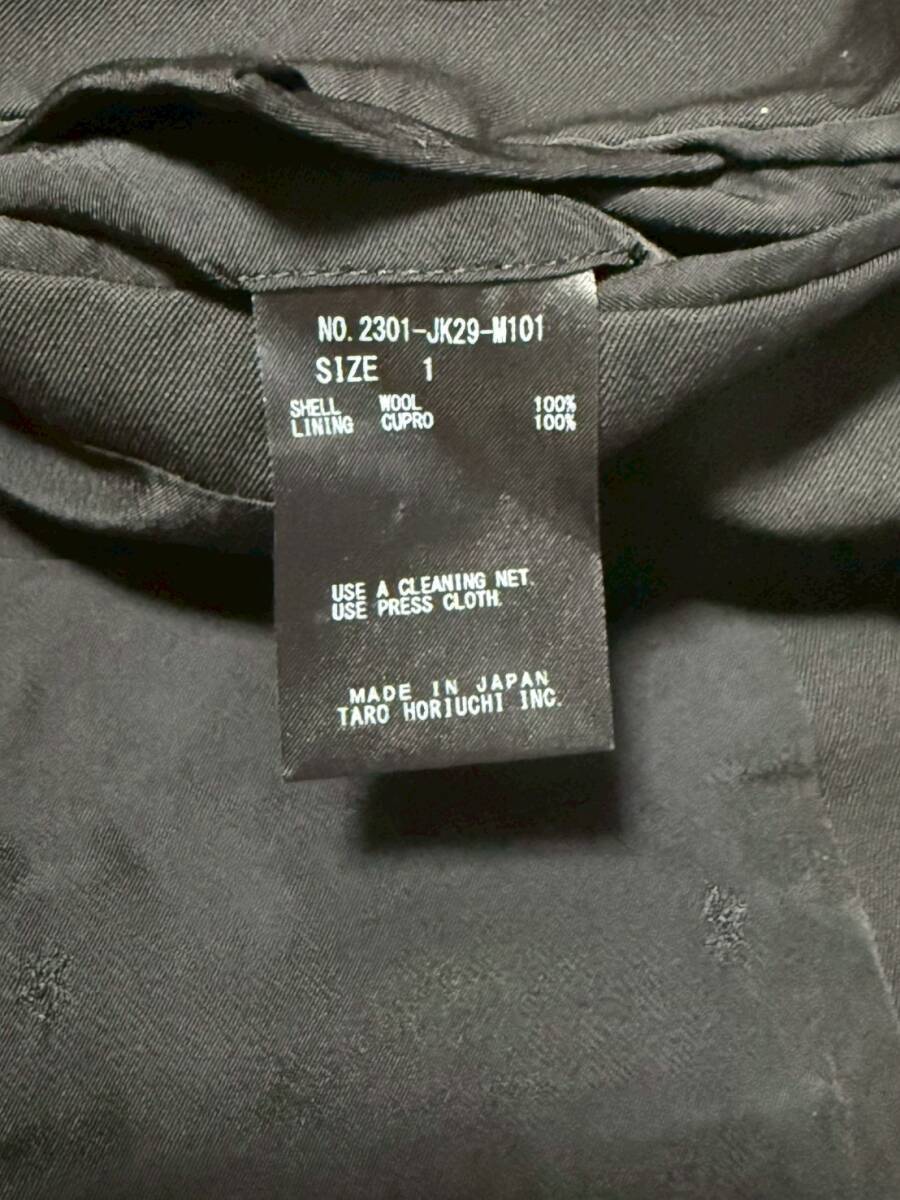 NO. 2301-JK29-M101
SIZE 1
SHELL WOOL 100%
LINING CUPRO 100%
USE A CLEANING NET.
USE PRESS CLOTH.
MADE IN JAPAN
TARO HORIUCHI INC.